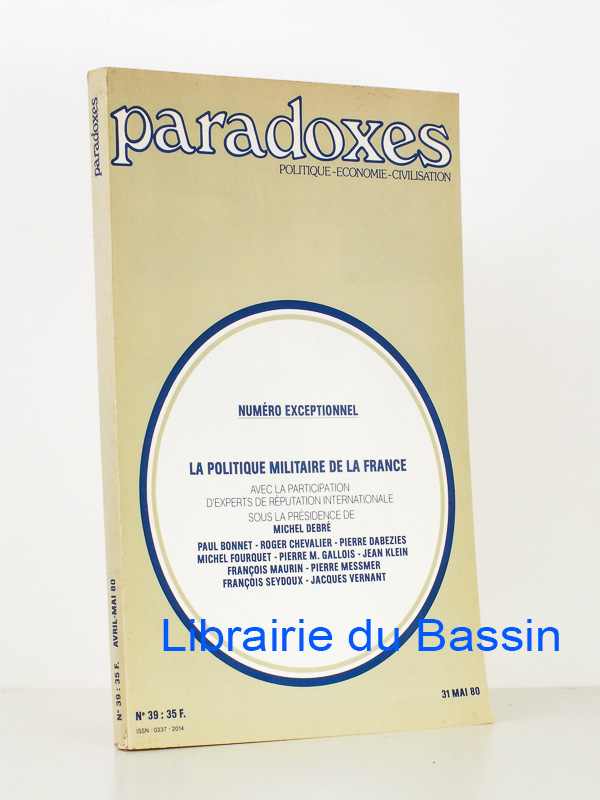 paradoxes
POLITIQUE-ECONOMIE-CIVILISATION
NUMÉRO EXCEPTIONNEL
LA POLITIQUE MILITAIRE DE LA FRANCE
AVEC LA PARTICIPATION
D'EXPERTS DE RÉPUTATION INTERNATIONALE
SOUS LA PRÉSIDENCE DE
MICHEL DEBRÉ
PAUL BONNET - ROGER CHEVALIER - PIERRE DABEZIES
MICHEL FOURQUET - PIERRE M. GALLOIS - JEAN KLEIN
FRANÇOIS MAURIN - PIERRE MESSMER
FRANÇOIS SEYDOUX - JACQUES VERNANT
Librairie du Bassin
31 MAI 80
N° 39 : 35 F.
ISSN : 0337 - 2014
paradoxes
N° 39 : 35 F. AVRIL-MAI 80